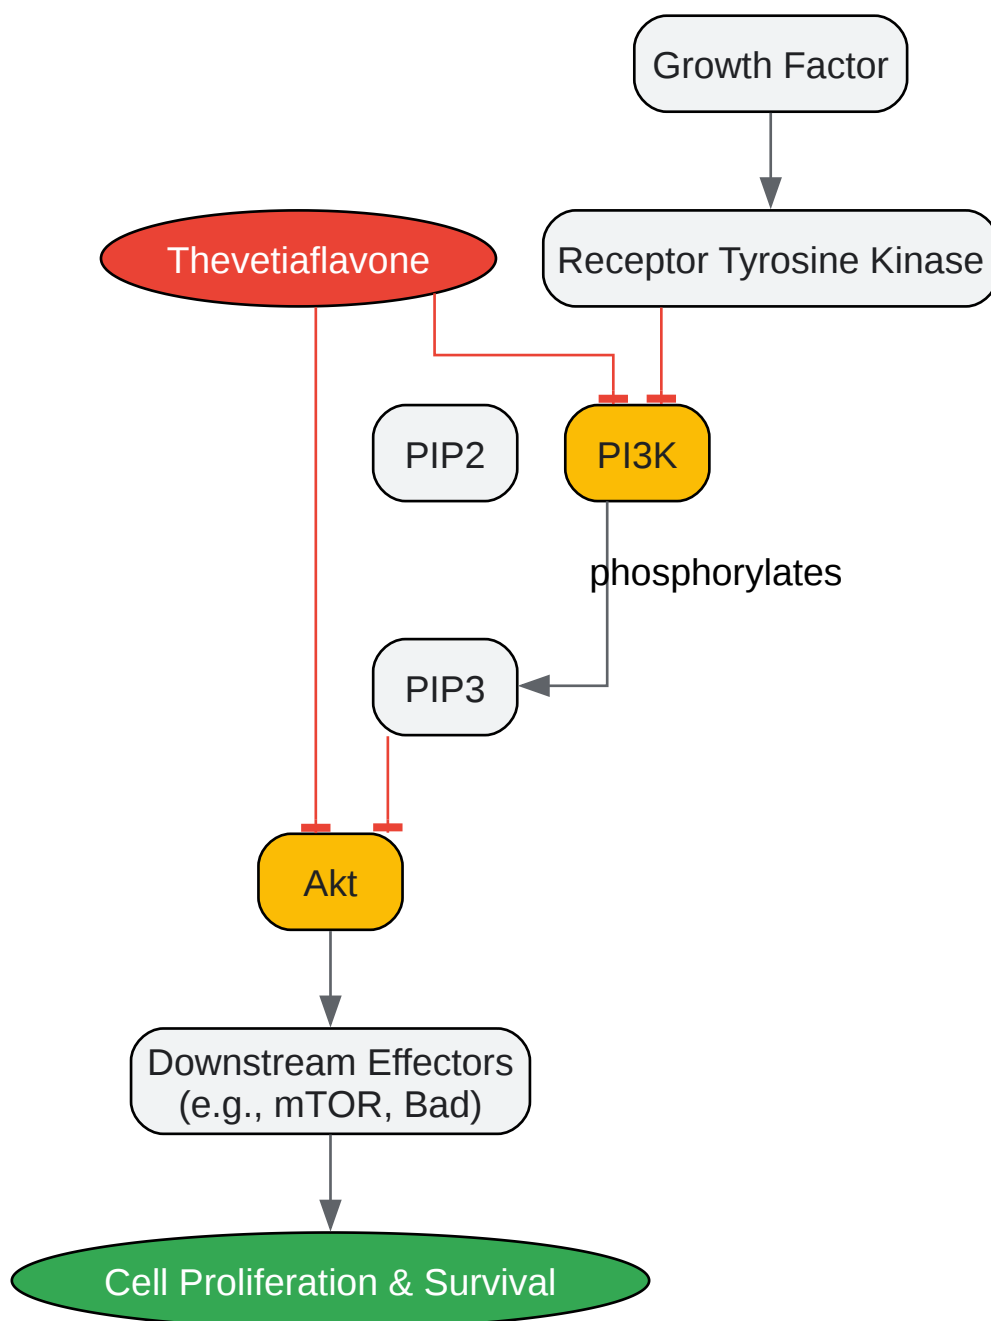 Growth Factor
Thevetiaflavone
Receptor Tyrosine Kinase
PIP2
PI3K
phosphorylates
PIP3
Akt
Downstream Effectors
(e.g., mTOR, Bad)
Cell Proliferation & Survival